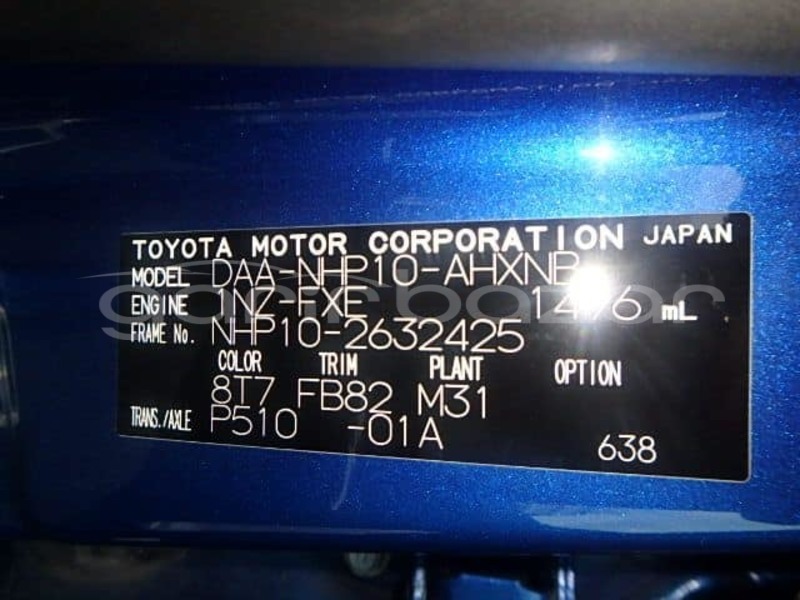 TOYOTA MOTOR CORPORATION JAPAN
MODEL DAA-NHP10-AHXNB
ENGINE 1NZ-FXE 1496 mL
FRAME No. NHP10-2632425
COLOR TRIM PLANT OPTION
8T7 FB82 M31
TRANS./AXLE P510 -01A
638
garirbazar